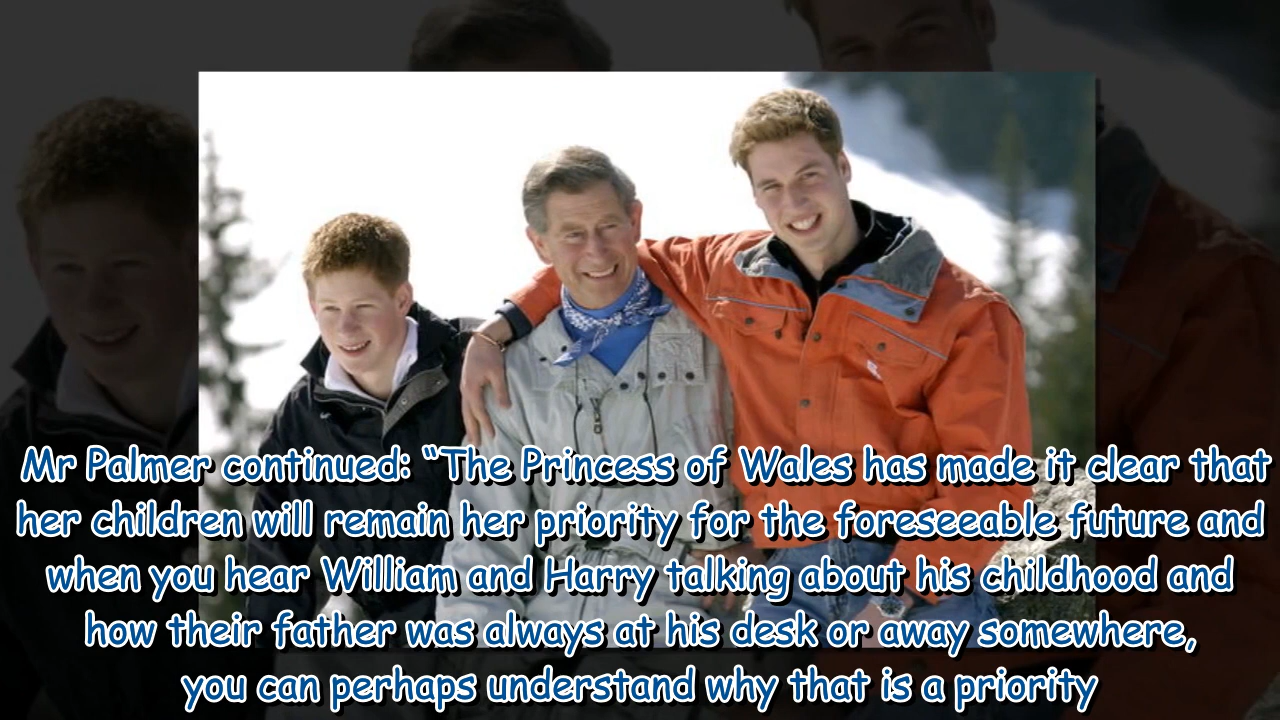 Mr Palmer continued: “The Princess of Wales has made it clear that
her children will remain her priority for the foreseeable future and
when you hear William and Harry talking about his childhood and
how their father was always at his desk or away somewhere,
you can perhaps understand why that is a priority